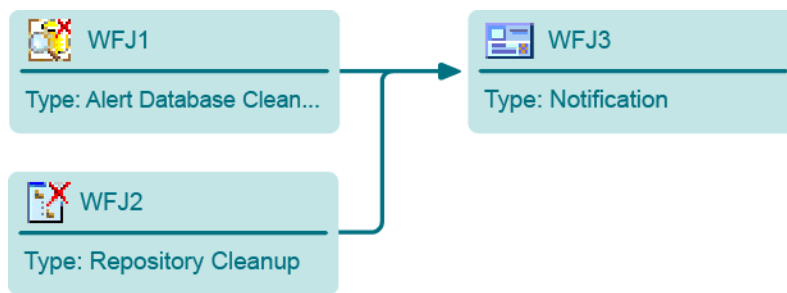 WFJ1
Type: Alert Database Clean...
WFJ3
Type: Notification
WFJ2
Type: Repository Cleanup